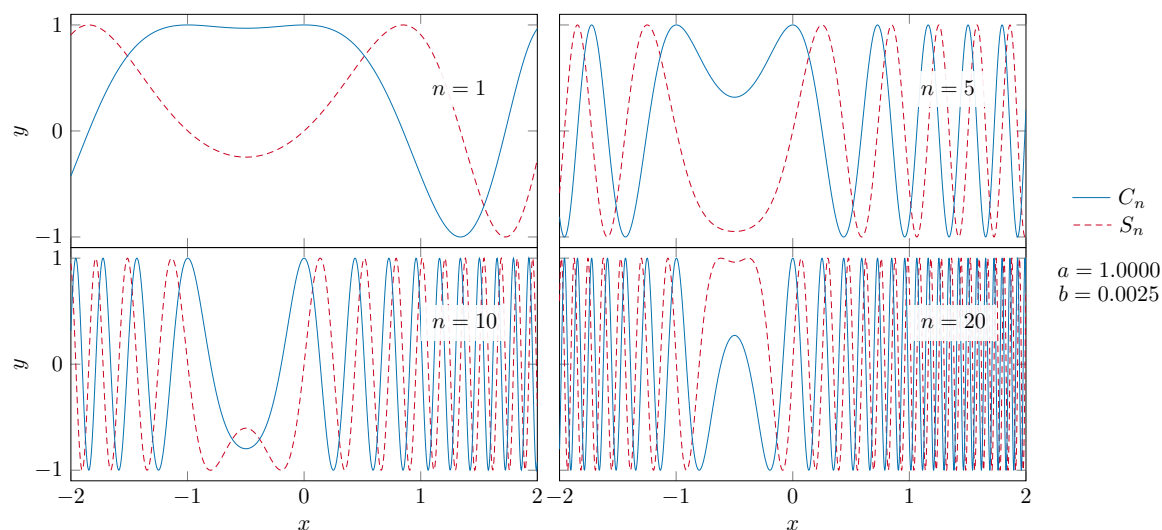 1
0
−1
y
n = 1
n = 5
C_n
S_n
a = 1.0000
b = 0.0025
1
0
−1
y
n = 10
n = 20
−2 −1 0 1 2
−2 −1 0 1 2
x
x